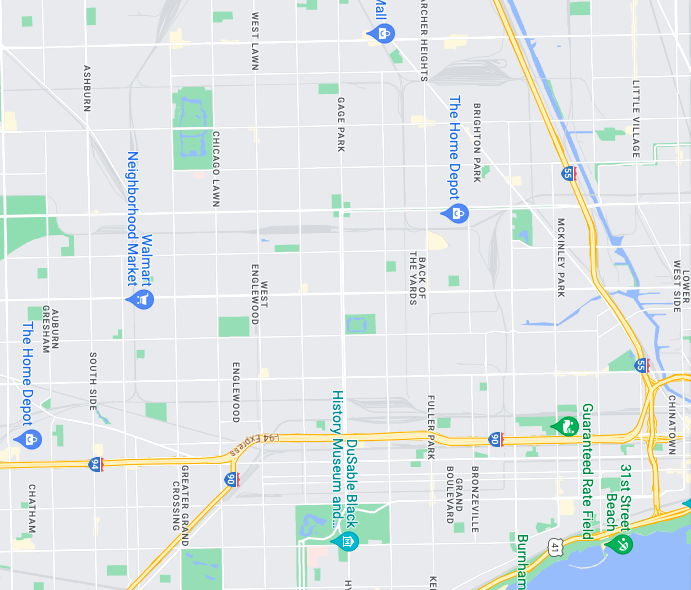 LOWER
WEST SIDE
CHINATOWN
LITTLE VILLAGE
55
31st Street
Beach
Guaranteed Rate Field
55
MCKINLEY PARK
41
Burnham
90
BRIGHTON PARK
BRONZEVILLE
The Home Depot
GRAND
BOULEVARD
FULLER PARK
ARCHER HEIGHTS
BACK OF
THE YARDS
Mall
DuSable Black
History Museum and...
GAGE PARK
WEST
ENGLEWOOD
I-94 Express
WEST LAWN
ENGLEWOOD
90
CHICAGO LAWN
GREATER GRAND
CROSSING
Walmart
Neighborhood Market
94
SOUTH SIDE
ASHBURN
AUBURN
GRESHAM
The Home Depot
CHATHAM